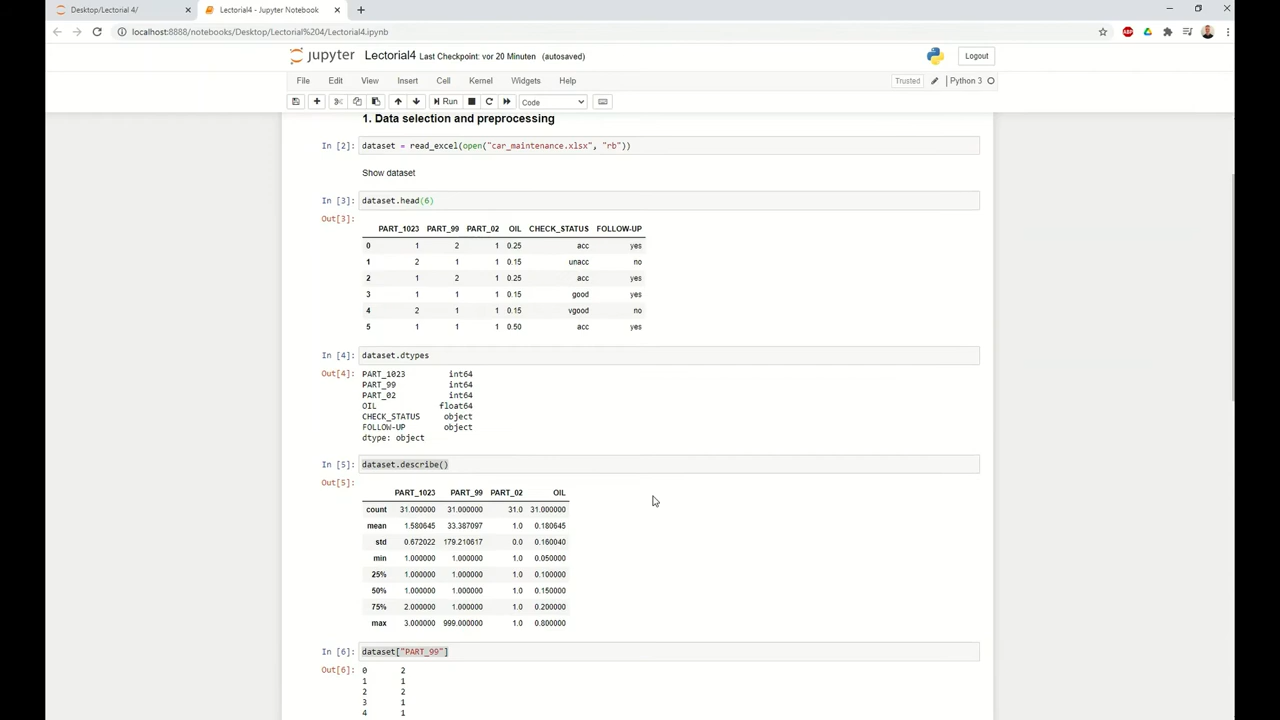 Desktop/Lectorial 4/
Lectorial4 - Jupyter Notebook
localhost:8888/notebooks/Desktop/Lectorial%204/Lectorial4.ipynb
jupyter Lectorial4 Last Checkpoint: vor 20 Minuten (autosaved)
Logout
File Edit View Insert Cell Kernel Widgets Help
Trusted
Python 3
Run
Code
1. Data selection and preprocessing
In [2]: dataset = read_excel(open("car_maintenance.xlsx", "rb"))
Show dataset
In [3]: dataset.head(6)
Out[3]:
PART_1023 PART_99 PART_02 OIL CHECK_STATUS FOLLOW-UP
0 1 2 1 0.25 acc yes
1 2 1 1 0.15 unacc no
2 1 2 1 0.25 acc yes
3 1 1 1 0.15 good yes
4 2 1 1 0.15 vgood no
5 1 1 1 0.50 acc yes
In [4]: dataset.dtypes
Out[4]: PART_1023 int64
PART_99 int64
PART_02 int64
OIL float64
CHECK_STATUS object
FOLLOW-UP object
dtype: object
In [5]: dataset.describe()
Out[5]:
PART_1023 PART_99 PART_02 OIL
count 31.000000 31.000000 31.0 31.000000
mean 1.580645 33.387097 1.0 0.180645
std 0.672022 179.210617 0.0 0.160040
min 1.000000 1.000000 1.0 0.050000
25% 1.000000 1.000000 1.0 0.100000
50% 1.000000 1.000000 1.0 0.150000
75% 2.000000 1.000000 1.0 0.200000
max 3.000000 999.000000 1.0 0.800000
In [6]: dataset["PART_99"]
Out[6]: 0 2
1 1
2 2
3 1
4 1